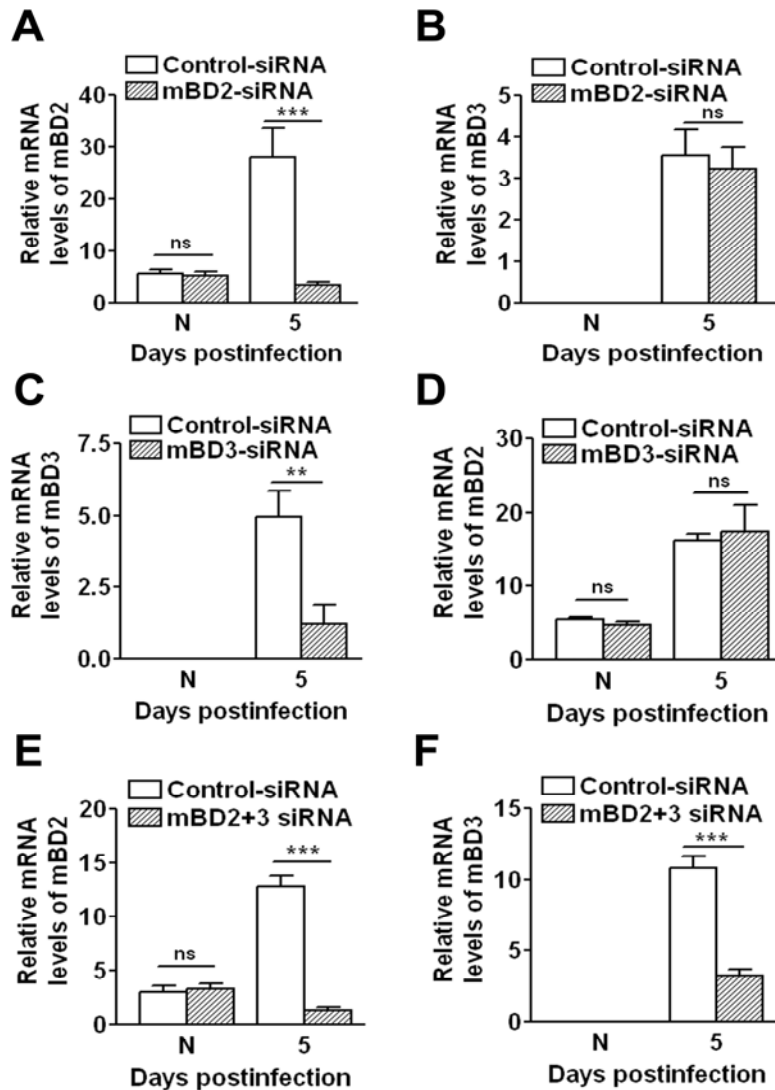 A
Control-siRNA
mBD2-siRNA
Relative mRNA
levels of mBD2
40
30
20
10
0
ns
***
N
5
Days postinfection
B
Control-siRNA
mBD2-siRNA
Relative mRNA
levels of mBD3
5
4
3
2
1
0
ns
N
5
Days postinfection
C
Control-siRNA
mBD3-siRNA
Relative mRNA
levels of mBD3
7.5
5.0
2.5
0.0
**
N
5
Days postinfection
D
Control-siRNA
mBD3-siRNA
Relative mRNA
levels of mBD2
30
20
10
0
ns
ns
N
5
Days postinfection
E
Control-siRNA
mBD2+3 siRNA
Relative mRNA
levels of mBD2
20
15
10
5
0
ns
***
N
5
Days postinfection
F
Control-siRNA
mBD2+3 siRNA
Relative mRNA
levels of mBD3
15
10
5
0
***
N
5
Days postinfection